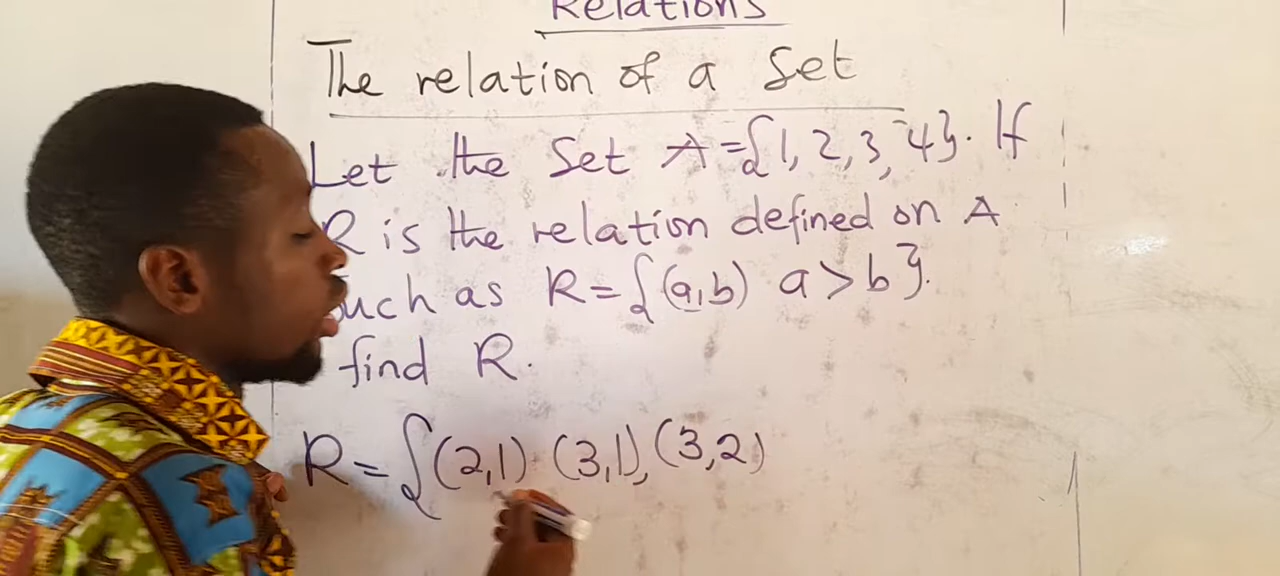 Relations
The relation of a Set
Let the Set A={1,2,3,4}. If
R is the relation defined on A
such as R={(a,b) a>b}.
find R.
R={(2,1) (3,1),(3,2)